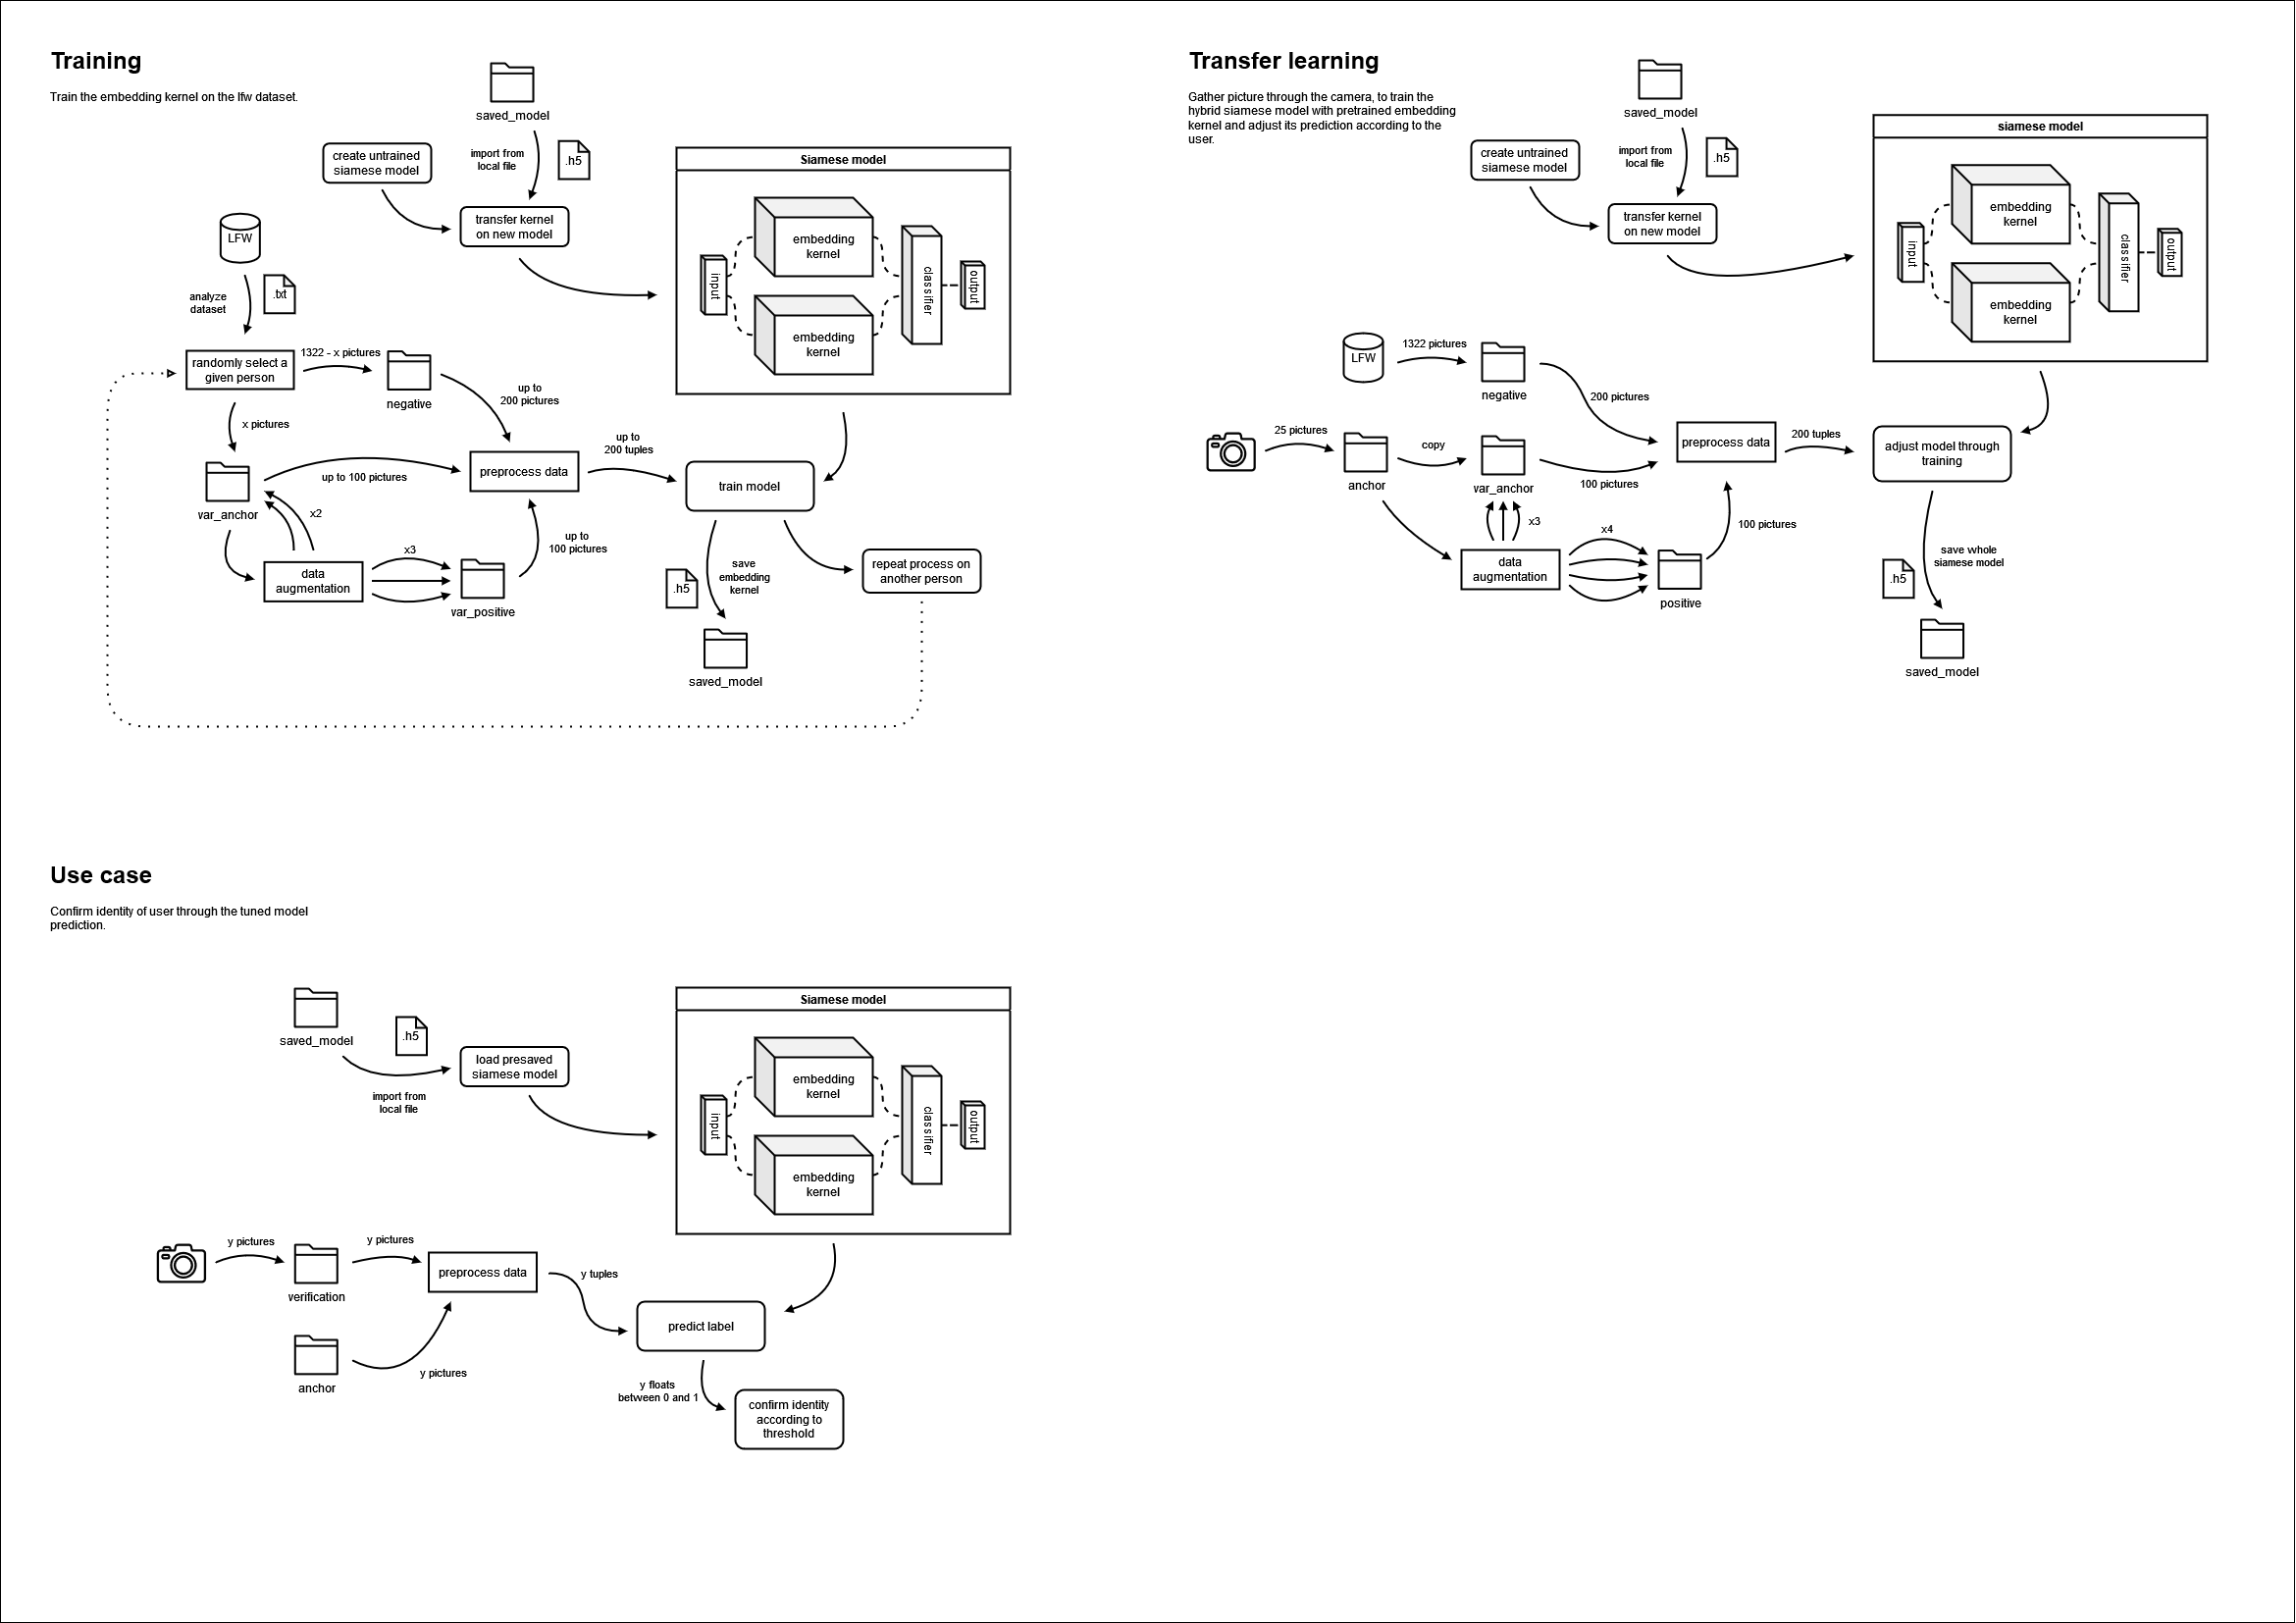 Training
Train the embedding kernel on the lfw dataset.
saved_model
create untrained
siamese model
import from
local file
.h5
transfer kernel
on new model
LFW
analyze
dataset
.txt
randomly select a
given person
1322 - x pictures
negative
x pictures
up to
200 pictures
var_anchor
up to 100 pictures
x2
data
augmentation
x3
var_positive
up to
100 pictures
preprocess data
up to
200 tuples
Siamese model
input
embedding
kernel
embedding
kernel
classifier
output
train model
save
embedding
kernel
.h5
saved_model
repeat process on
another person
Transfer learning
Gather picture through the camera, to train the
hybrid siamese model with pretrained embedding
kernel and adjust its prediction according to the
user.
saved_model
create untrained
siamese model
import from
local file
.h5
transfer kernel
on new model
siamese model
input
embedding
kernel
embedding
kernel
classifier
output
LFW
1322 pictures
negative
200 pictures
25 pictures
anchor
copy
var_anchor
100 pictures
x3
data
augmentation
x4
positive
100 pictures
preprocess data
200 tuples
adjust model through
training
save whole
siamese model
.h5
saved_model
Use case
Confirm identity of user through the tuned model
prediction.
saved_model
.h5
import from
local file
load presaved
siamese model
Siamese model
input
embedding
kernel
embedding
kernel
classifier
output
y pictures
verification
y pictures
preprocess data
anchor
y pictures
y tuples
predict label
y floats
between 0 and 1
confirm identity
according to
threshold